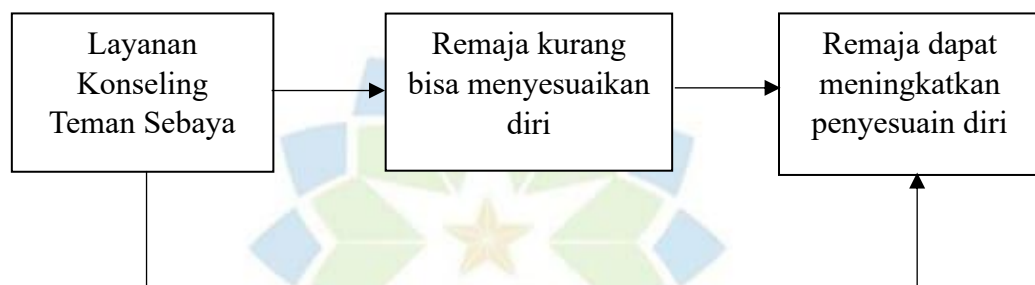 Layanan
Konseling
Teman Sebaya
Remaja kurang
bisa menyesuaikan
diri
Remaja dapat
meningkatkan
penyesuain diri